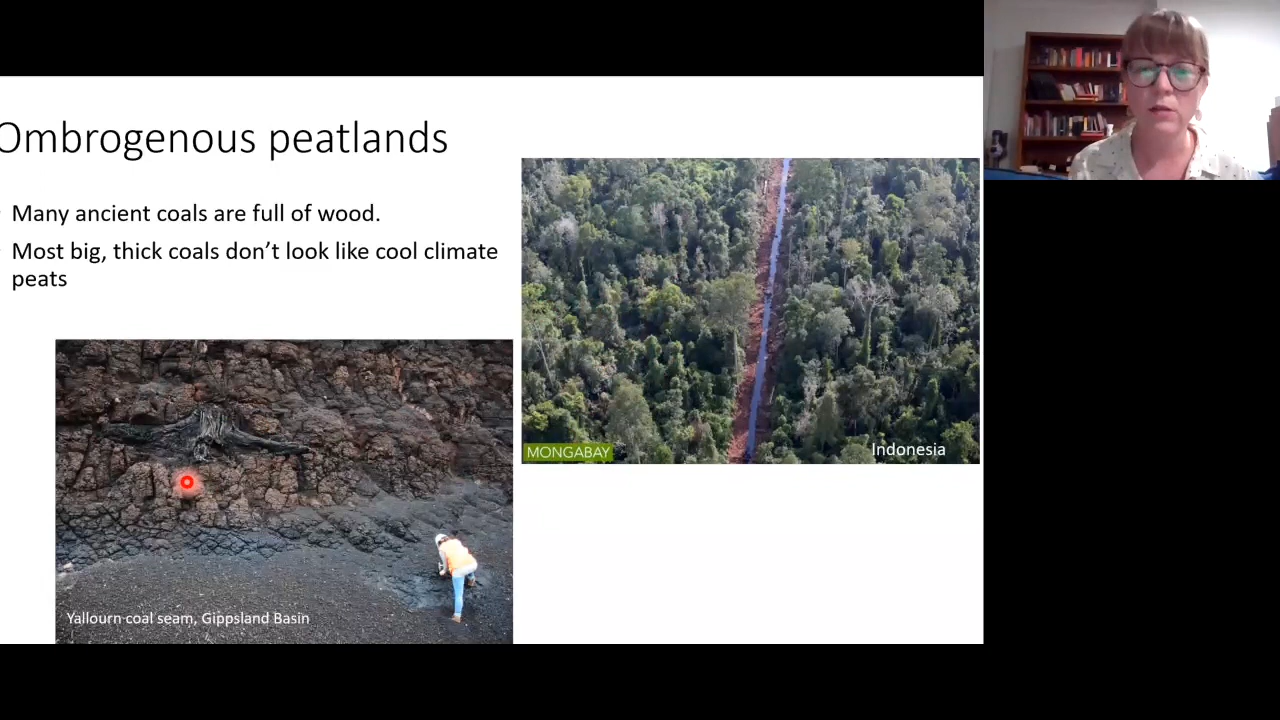 Ombrogenous peatlands
Many ancient coals are full of wood.
Most big, thick coals don't look like cool climate
peats
MONGABAY
Indonesia
Yallourn coal seam, Gippsland Basin